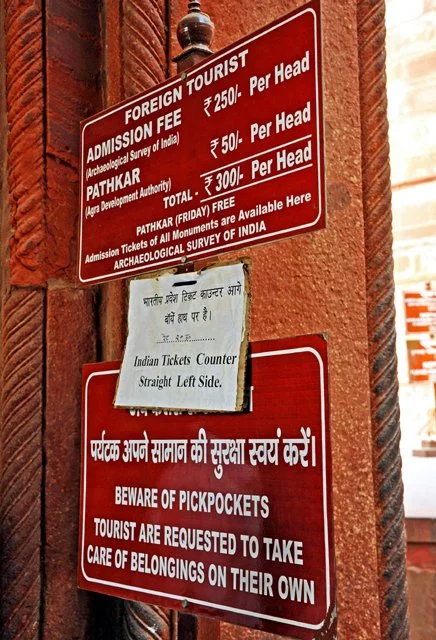 FOREIGN TOURIST
ADMISSION FEE ₹250/- Per Head
(Archaeological Survey of India)
PATHKAR ₹50/- Per Head
(Agra Development Authority)
TOTAL - ₹300/- Per Head
PATHKAR (FRIDAY) FREE
Admission Tickets of All Monuments are Available Here
ARCHAEOLOGICAL SURVEY OF INDIA
भारतीय प्रवेश टिकट काउन्टर आगे
बाँयें हाथ पर है।
Indian Tickets Counter
Straight Left Side.
पर्यटक अपने सामान की सुरक्षा स्वयं करें।
BEWARE OF PICKPOCKETS
TOURIST ARE REQUESTED TO TAKE
CARE OF BELONGINGS ON THEIR OWN